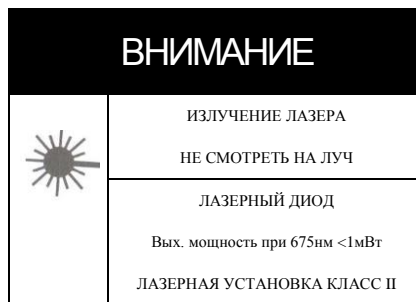 ВНИМАНИЕ
ИЗЛУЧЕНИЕ ЛАЗЕРА
НЕ СМОТРЕТЬ НА ЛУЧ
ЛАЗЕРНЫЙ ДИОД
Вых. мощность при 675нм <1мВт
ЛАЗЕРНАЯ УСТАНОВКА КЛАСС II